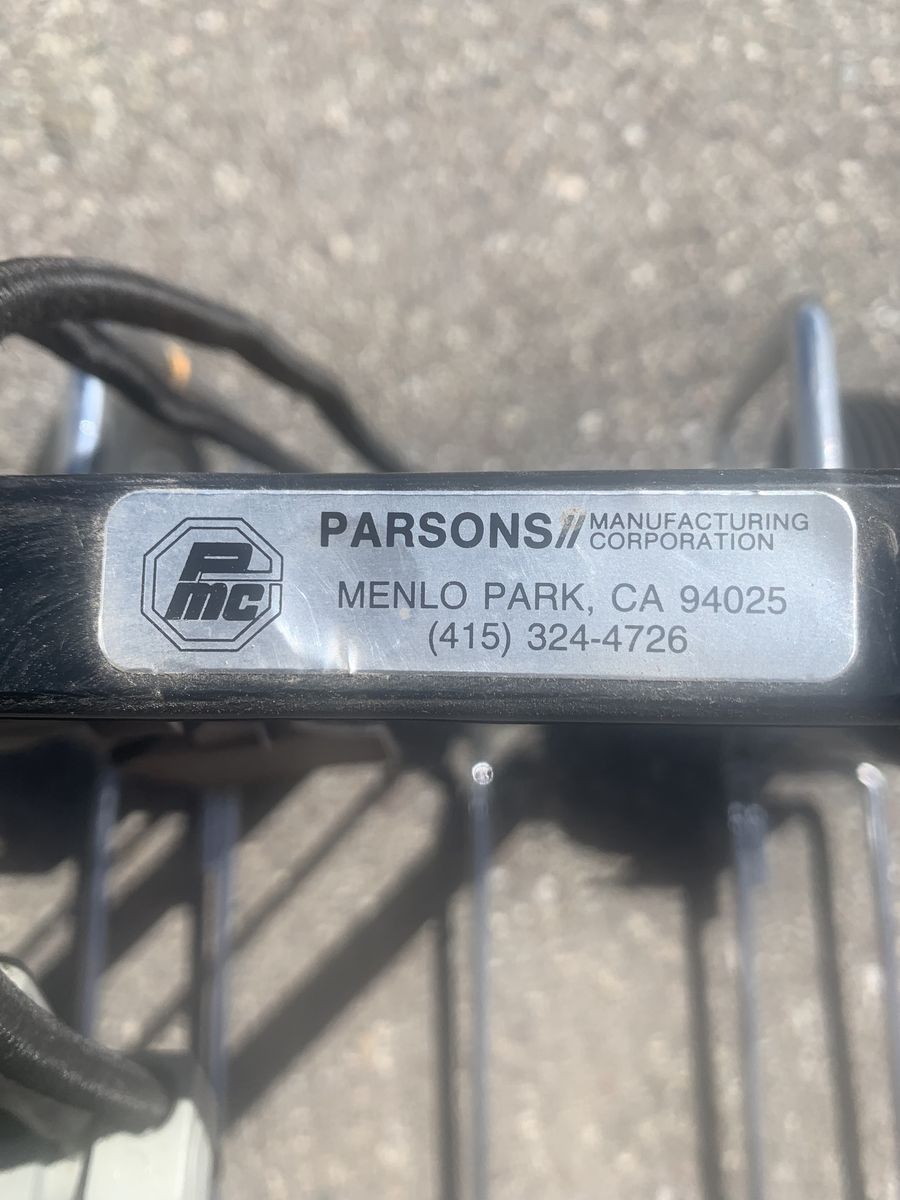 PMC
PARSONS// MANUFACTURING
CORPORATION
MENLO PARK, CA 94025
(415) 324-4726